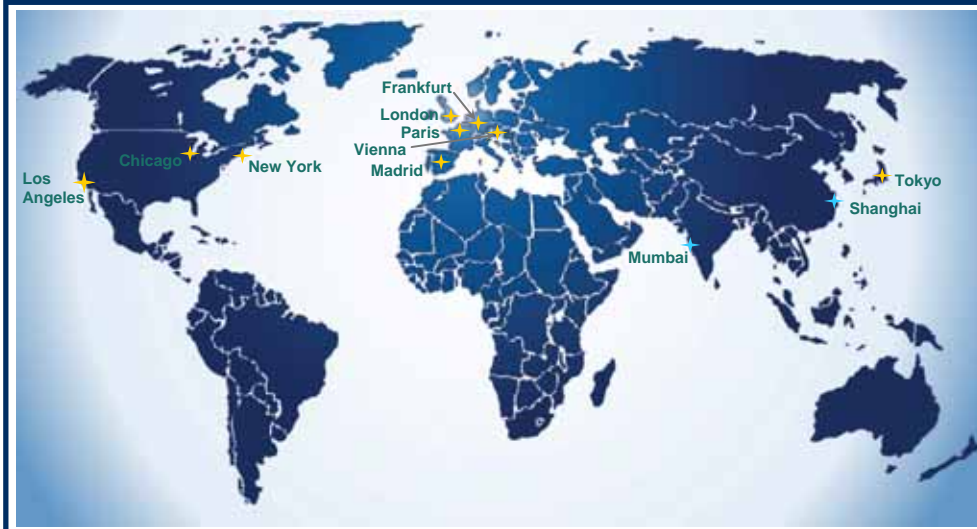 Frankfurt
London
Paris
Vienna
Madrid
Chicago
New York
Los
Angeles
Tokyo
Shanghai
Mumbai